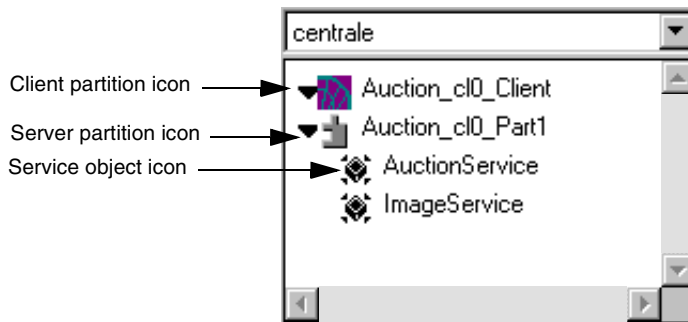 centrale
Client partition icon
Auction_cl0_Client
Server partition icon
Auction_cl0_Part1
Service object icon
AuctionService
ImageService